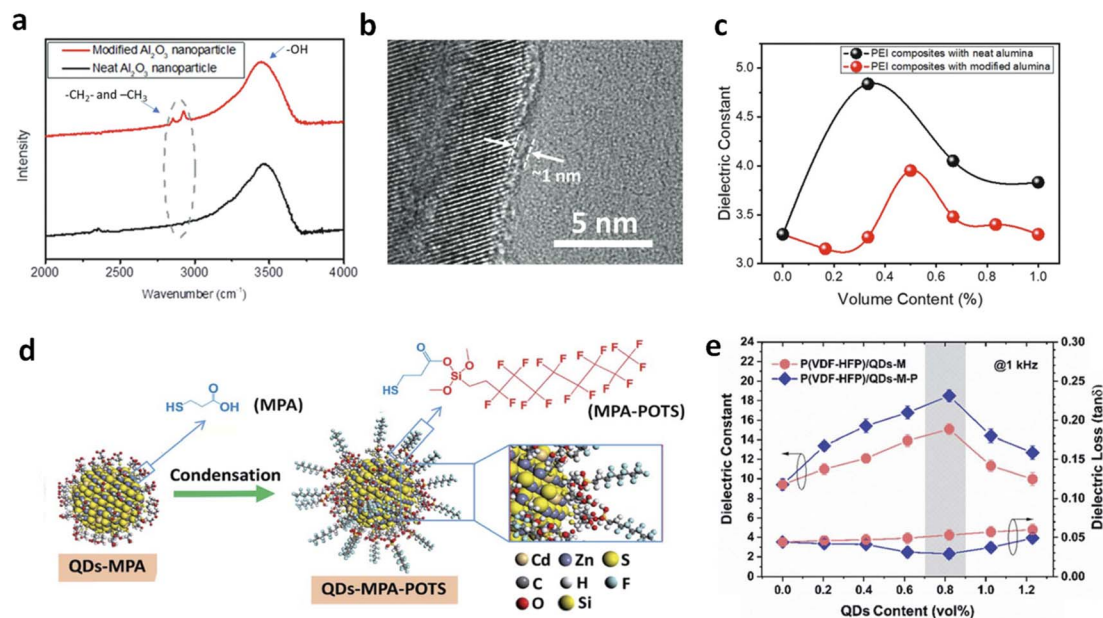 a
Modified Al₂O₃ nanoparticle
Neat Al₂O₃ nanoparticle
-OH
-CH₂- and –CH₃
Intensity
2000 2500 3000 3500 4000
Wavenumber (cm⁻¹)
b
~1 nm
5 nm
c
PEI composites wiith neat alumina
PEI composites with modified alumina
Dielectric Constant
5.0
4.5
4.0
3.5
3.0
0.0 0.2 0.4 0.6 0.8 1.0
Volume Content (%)
d
HS
O
OH
(MPA)
Condensation
QDs-MPA
HS
O
O
O
Si
O
F F F F F F F F F F F F F F F F F
(MPA-POTS)
QDs-MPA-POTS
Cd Zn S
C H F
O Si
e
P(VDF-HFP)/QDs-M
P(VDF-HFP)/QDs-M-P
@1 kHz
Dielectric Constant
24
22
20
18
16
14
12
10
8
6
4
2
0
0.0 0.2 0.4 0.6 0.8 1.0 1.2
QDs Content (vol%)
0.30
0.25
0.20
0.15
0.10
0.05
0.00
Dielectric Loss (tanδ)